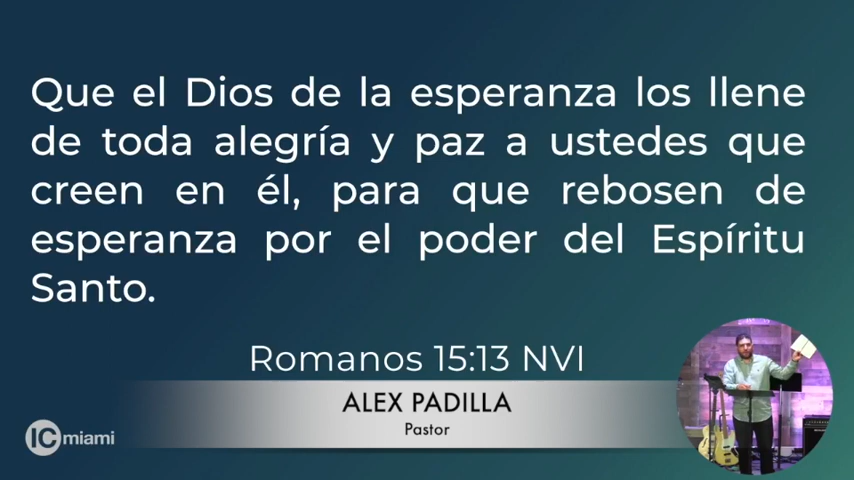 Que el Dios de la esperanza los llene
de toda alegría y paz a ustedes que
creen en él, para que rebosen de
esperanza por el poder del Espíritu
Santo.
Romanos 15:13 NVI
ALEX PADILLA
Pastor
IC miami